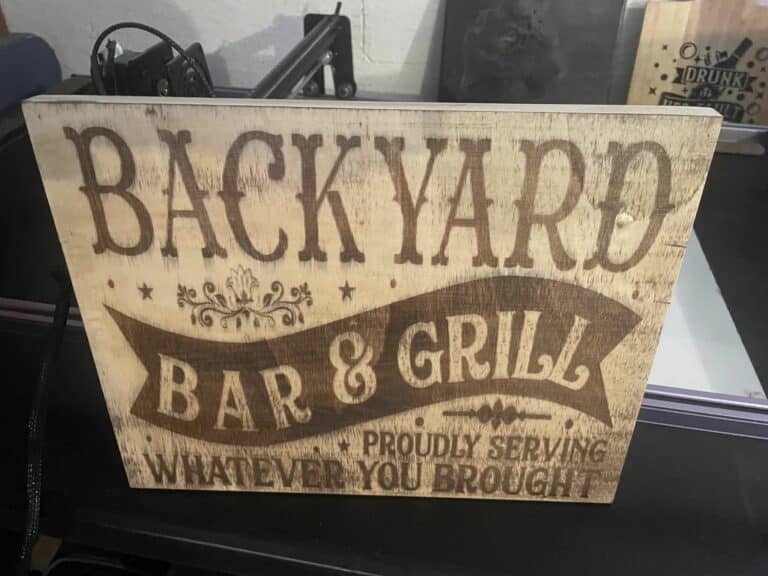 BACKYARD
BAR & GRILL
PROUDLY SERVING
WHATEVER YOU BROUGHT
DRUNK